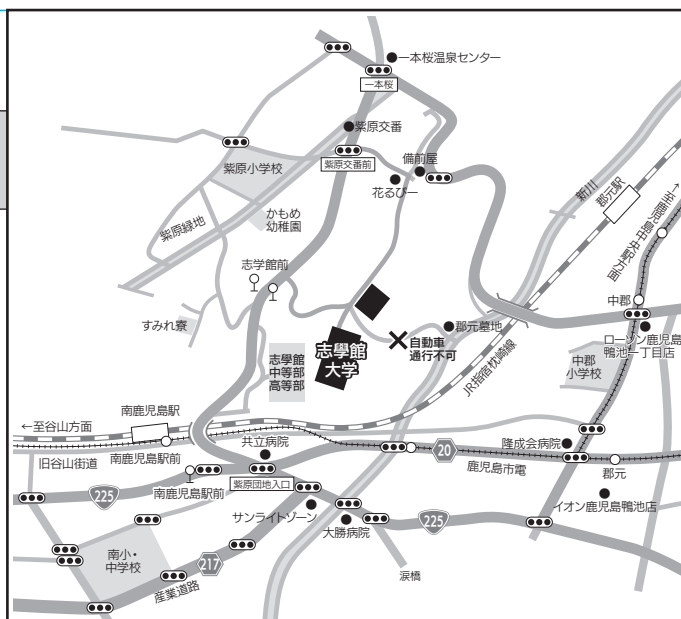 一本桜温泉センター
一本桜
紫原交番
紫原小学校
紫原交番前
備前屋
花るぴー
新川
郡元駅
→至鹿児島中央駅方面
かもめ
幼稚園
紫原緑地
志学館前
中郡
すみれ寮
郡元墓地
自動車
通行不可
ローソン鹿児島
鴨池一丁目店
志學館
中等部
高等部
志學館
大学
JR指宿枕崎線
中郡
小学校
南鹿児島駅
←至谷山方面
旧谷山街道
南鹿児島駅前
共立病院
20
隆成会病院
鹿児島市電
郡元
225
南鹿児島駅前
紫原団地入口
イオン鹿児島鴨池店
サンライトゾーン
大勝病院
225
南小・
中学校
217
産業道路
涙橋